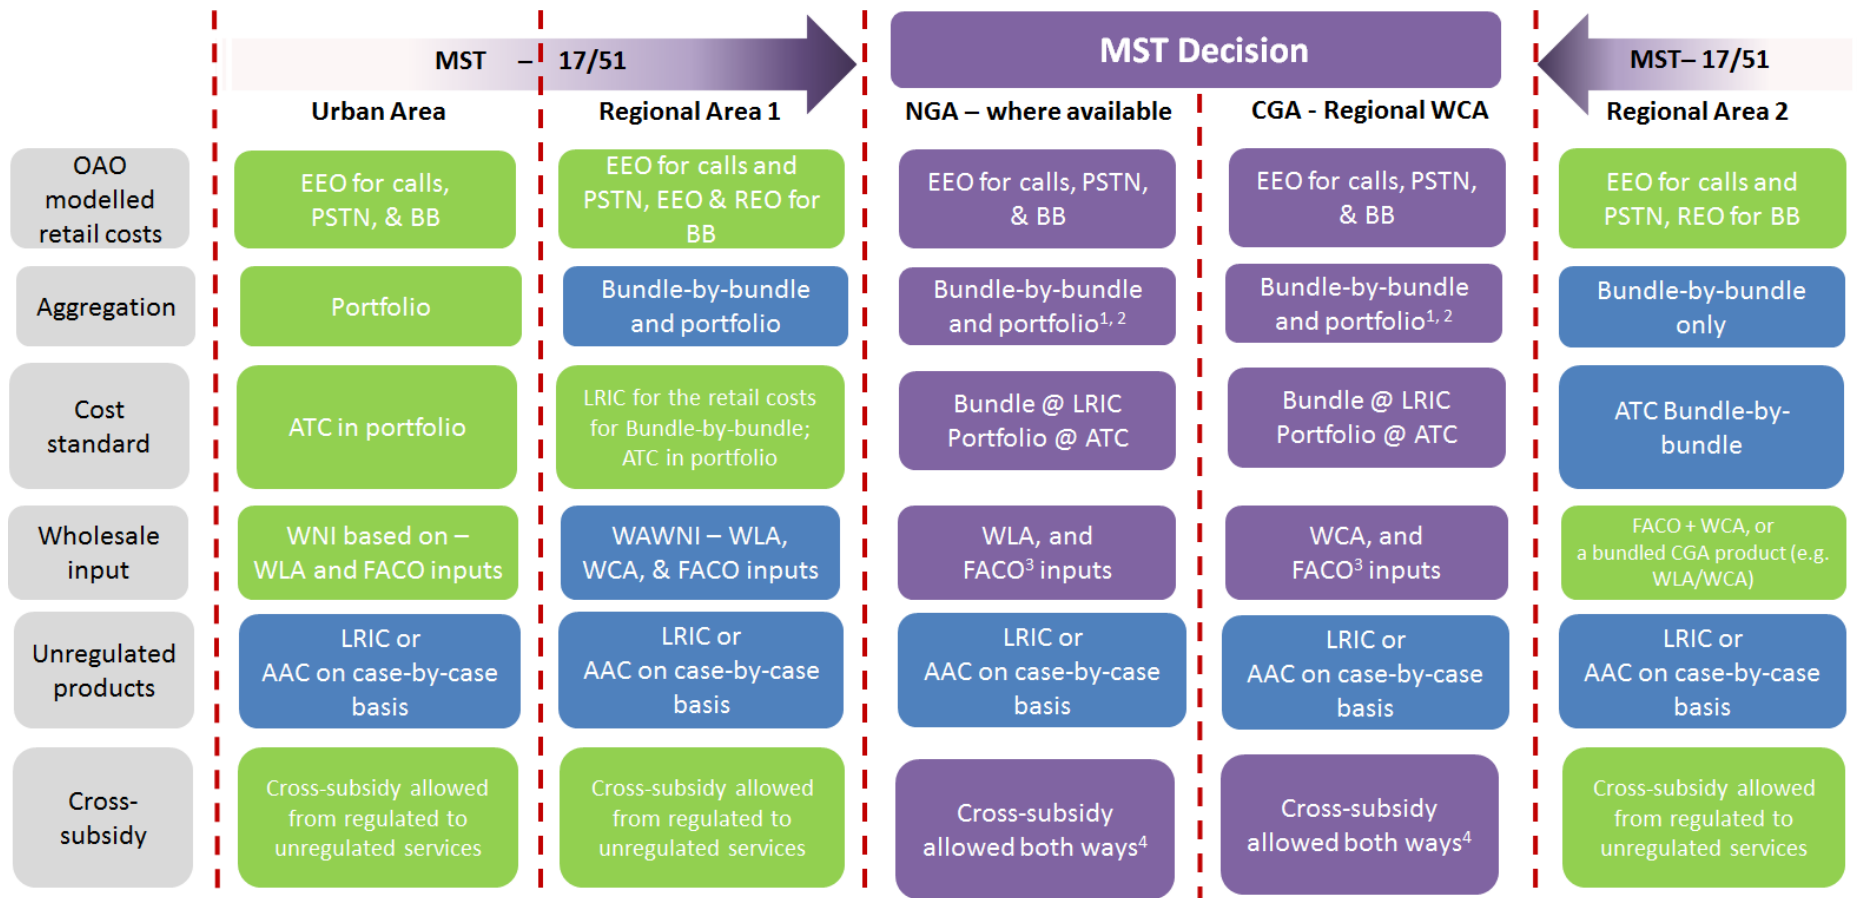 MST – 17/51
MST Decision
MST– 17/51
Urban Area
Regional Area 1
NGA – where available
CGA - Regional WCA
Regional Area 2
OAO
modelled
retail costs
EEO for calls,
PSTN, & BB
EEO for calls and
PSTN, EEO & REO for
BB
EEO for calls, PSTN,
& BB
EEO for calls, PSTN,
& BB
EEO for calls and
PSTN, REO for BB
Aggregation
Portfolio
Bundle-by-bundle
and portfolio
Bundle-by-bundle
and portfolio1, 2
Bundle-by-bundle
and portfolio1, 2
Bundle-by-bundle
only
Cost
standard
ATC in portfolio
LRIC for the retail costs
for Bundle-by-bundle;
ATC in portfolio
Bundle @ LRIC
Portfolio @ ATC
Bundle @ LRIC
Portfolio @ ATC
ATC Bundle-by-
bundle
Wholesale
input
WNI based on –
WLA and FACO inputs
WAWNI – WLA,
WCA, & FACO inputs
WLA, and
FACO3 inputs
WCA, and
FACO3 inputs
FACO + WCA, or
a bundled CGA product (e.g.
WLA/WCA)
Unregulated
products
LRIC or
AAC on case-by-case
basis
LRIC or
AAC on case-by-case
basis
LRIC or
AAC on case-by-case
basis
LRIC or
AAC on case-by-case
basis
LRIC or
AAC on case-by-case
basis
Cross-
subsidy
Cross-subsidy allowed
from regulated to
unregulated services
Cross-subsidy allowed
from regulated to
unregulated services
Cross-subsidy
allowed both ways4
Cross-subsidy
allowed both ways4
Cross-subsidy allowed
from regulated to
unregulated services